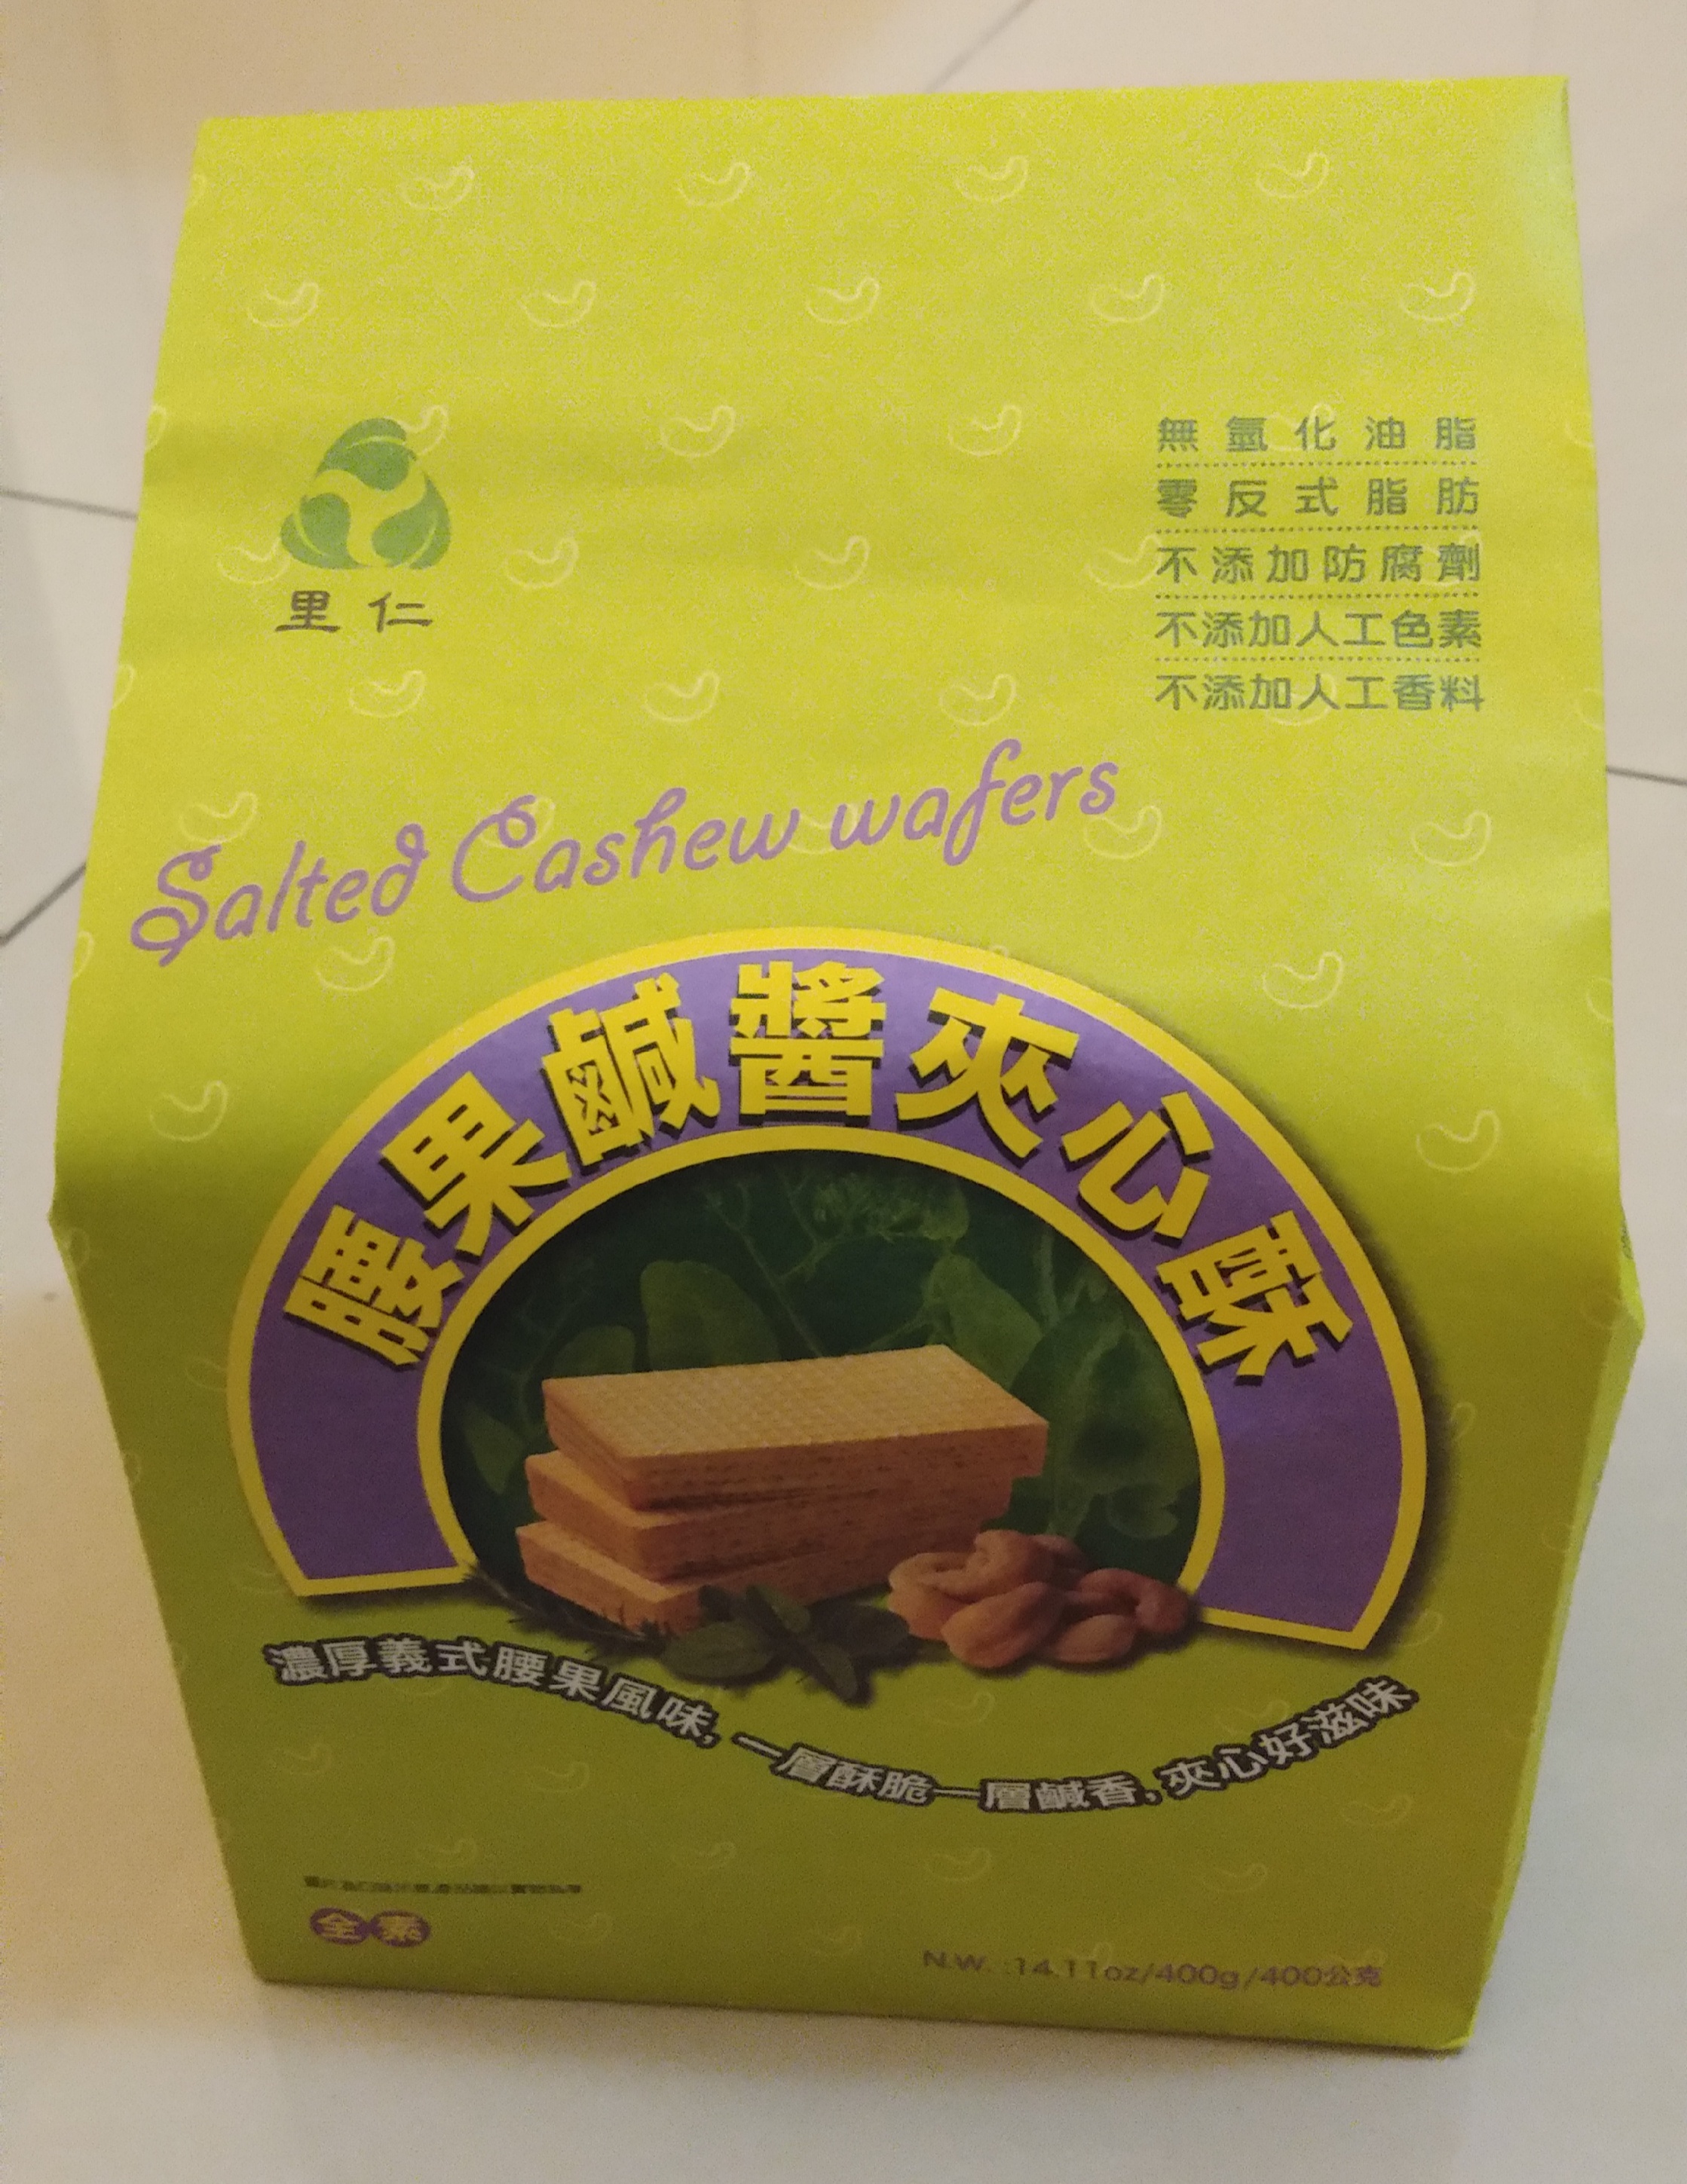 里仁
無氫化油脂
零反式脂肪
不添加防腐劑
不添加人工色素
不添加人工香料
Salted Cashew wafers
腰果鹹醬夾心酥
濃厚義式腰果風味, 一層酥脆一層鹹香, 夾心好滋味
全素
N.W. :14.11oz/400g/400公克